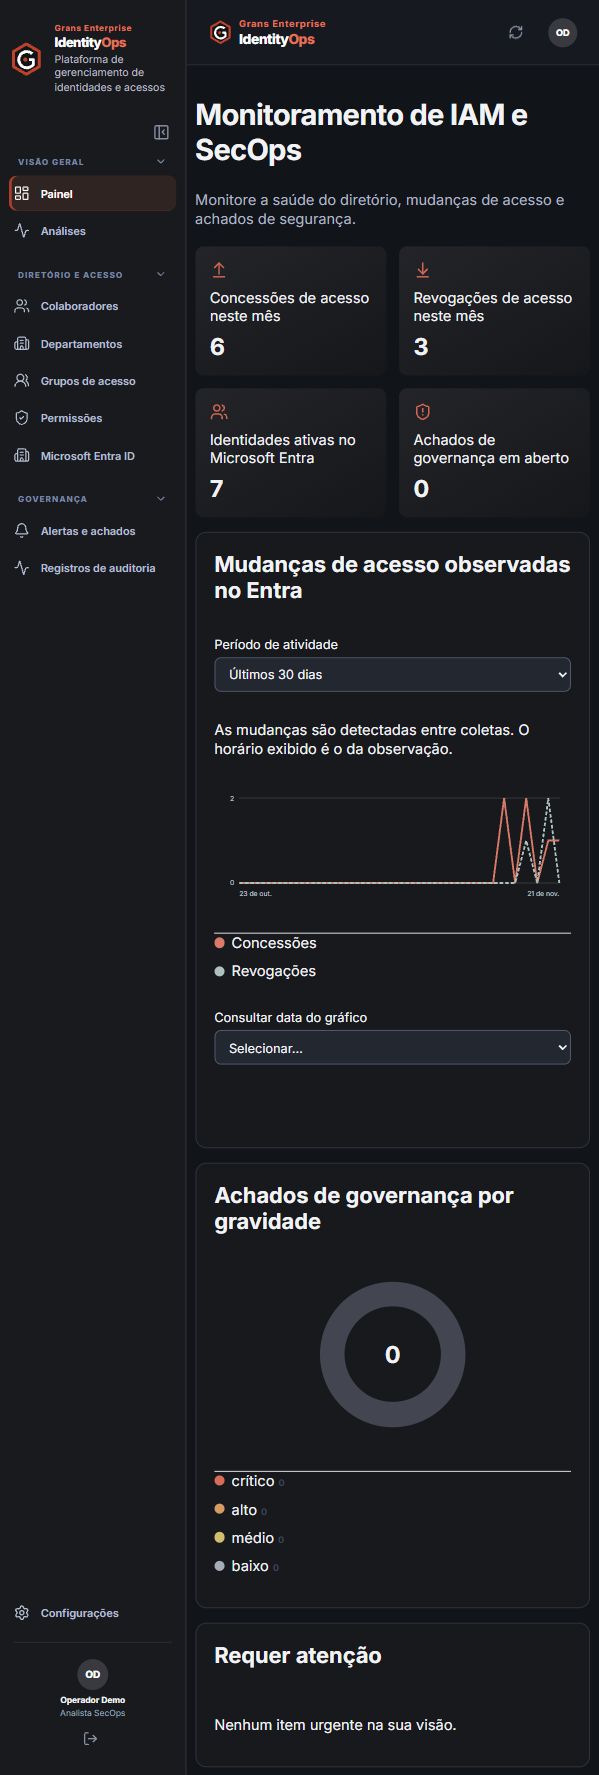 Grans Enterprise
IdentityOps
Plataforma de
gerenciamento de
identidades e acessos
VISÃO GERAL
Painel
Análises
DIRETÓRIO E ACESSO
Colaboradores
Departamentos
Grupos de acesso
Permissões
Microsoft Entra ID
GOVERNANÇA
Alertas e achados
Registros de auditoria
Configurações
OD
Operador Demo
Analista SecOps
Grans Enterprise
IdentityOps
OD
Monitoramento de IAM e
SecOps
Monitore a saúde do diretório, mudanças de acesso e
achados de segurança.
Concessões de acesso
neste mês
6
Revogações de acesso
neste mês
3
Identidades ativas no
Microsoft Entra
7
Achados de
governança em aberto
0
Mudanças de acesso observadas
no Entra
Período de atividade
Últimos 30 dias
As mudanças são detectadas entre coletas. O
horário exibido é o da observação.
2
0
23 de out.
21 de nov.
Concessões
Revogações
Consultar data do gráfico
Selecionar...
Achados de governança por
gravidade
0
crítico 0
alto 0
médio 0
baixo 0
Requer atenção
Nenhum item urgente na sua visão.